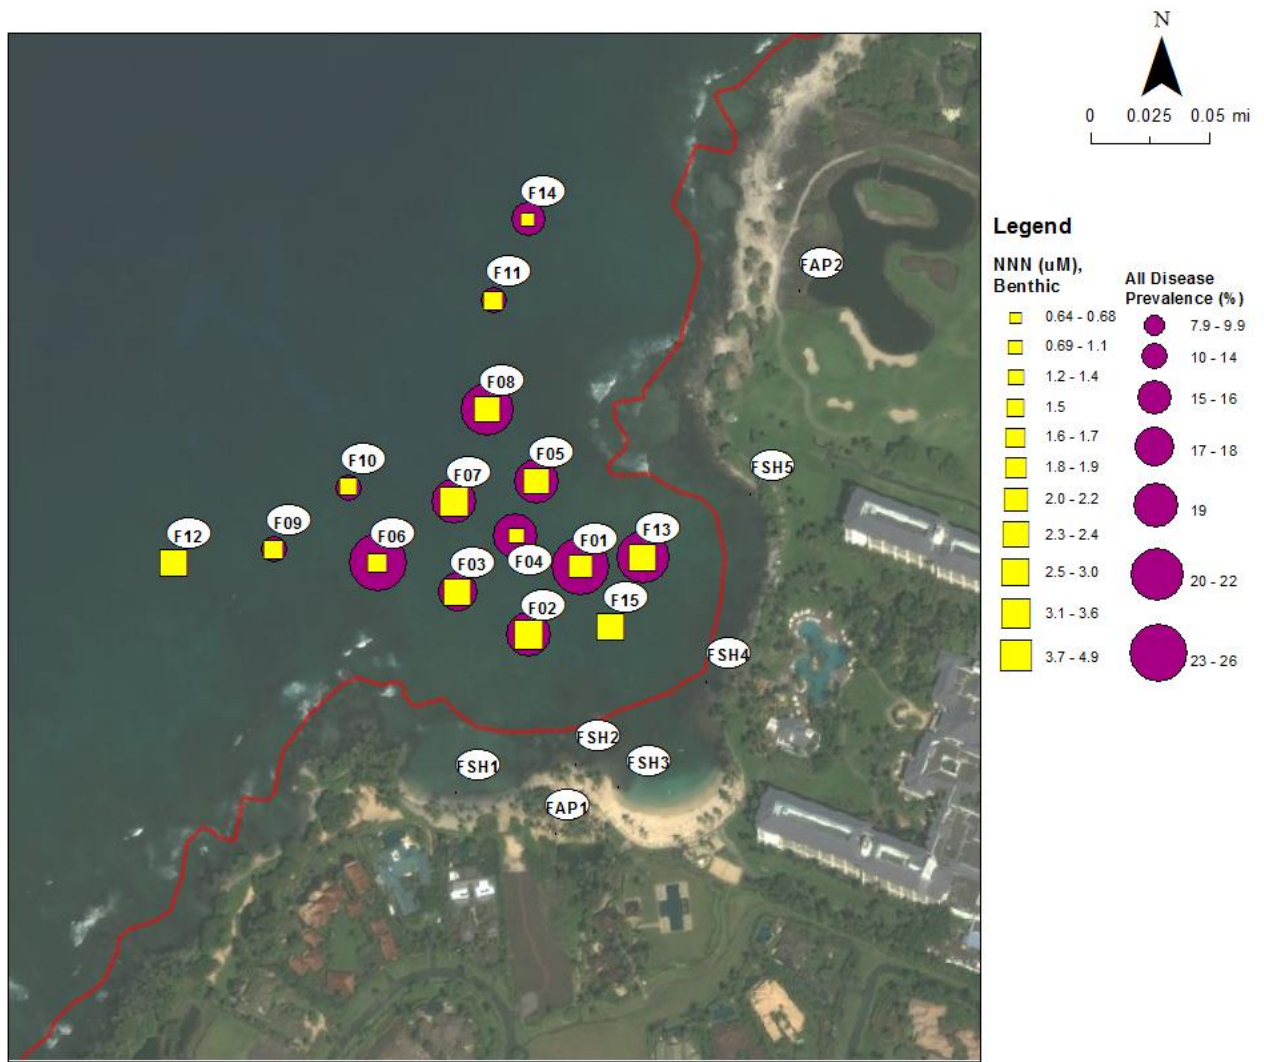 N
0 0.025 0.05 mi
F14
F11
FAP2
F08
F05
FSH5
F10
F07
F09
F12
F06
F01
F13
F04
F03
F15
F02
FSH4
FSH2
FSH1
FSH3
FAP1
Legend
NNN (uM),
Benthic
0.64 - 0.68
0.69 - 1.1
1.2 - 1.4
1.5
1.6 - 1.7
1.8 - 1.9
2.0 - 2.2
2.3 - 2.4
2.5 - 3.0
3.1 - 3.6
3.7 - 4.9
All Disease
Prevalence (%)
7.9 - 9.9
10 - 14
15 - 16
17 - 18
19
20 - 22
23 - 26